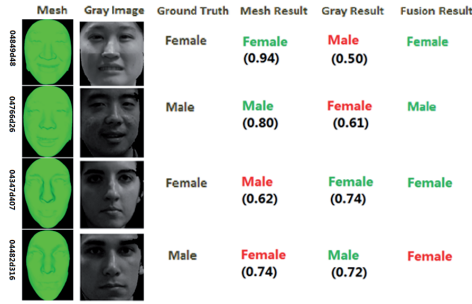 Mesh Gray Image Ground Truth Mesh Result Gray Result Fusion Result
04849d48 Female Female Male Female
(0.94) (0.50)
04766d26 Male Male Female Male
(0.80) (0.61)
04347d407 Female Male Female Female
(0.62) (0.74)
04482d316 Male Female Male Female
(0.74) (0.72)